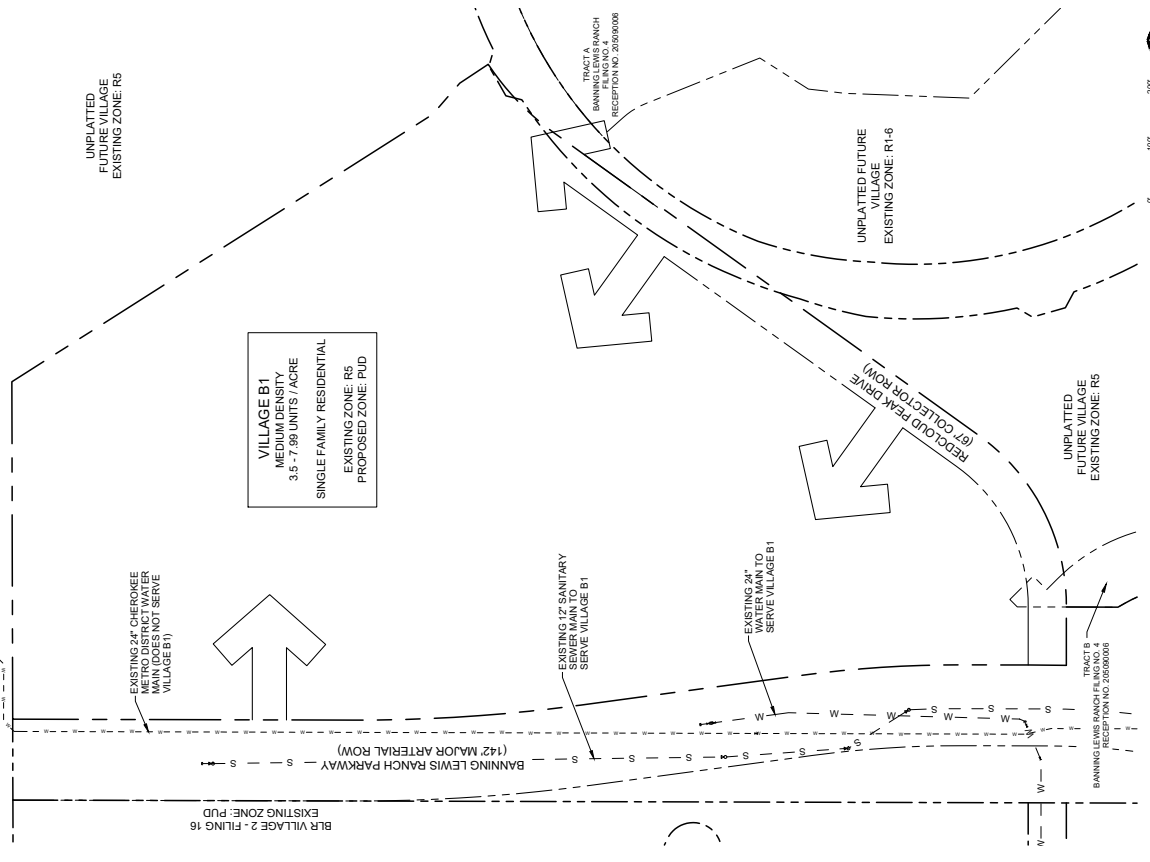 UNPLATTED
FUTURE VILLAGE
EXISTING ZONE: R5
TRACT A
BANNING LEWIS RANCH
FILING NO. 4
RECEPTION NO. 205090006
UNPLATTED FUTURE
VILLAGE
EXISTING ZONE: R1-6
VILLAGE B1
MEDIUM DENSITY
3.5 - 7.99 UNITS / ACRE
SINGLE FAMILY RESIDENTIAL
EXISTING ZONE: R5
PROPOSED ZONE: PUD
REDCLOUD PEAK DRIVE
(67' COLLECTOR ROW)
UNPLATTED
FUTURE VILLAGE
EXISTING ZONE: R5
EXISTING 24" CHEROKEE
METRO DISTRICT WATER
MAIN (DOES NOT SERVE
VILLAGE B1)
EXISTING 12" SANITARY
SEWER MAIN TO
SERVE VILLAGE B1
EXISTING 24"
WATER MAIN TO
SERVE VILLAGE B1
TRACT B
BANNING LEWIS RANCH FILING NO. 4
RECEPTION NO. 205090006
BANNING LEWIS RANCH PARKWAY
(142' MAJOR ARTERIAL ROW)
BLR VILLAGE 2 - FILING 16
EXISTING ZONE: PUD